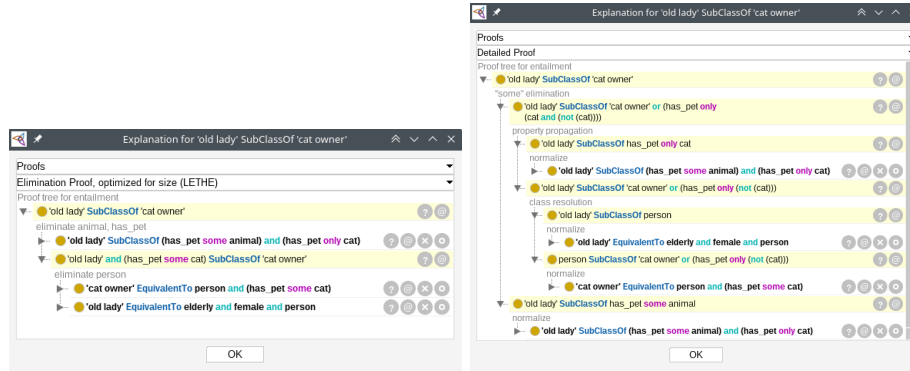 Explanation for 'old lady' SubClassOf 'cat owner'
Proofs
Elimination Proof, optimized for size (LETHE)
Proof tree for entailment
'old lady' SubClassOf 'cat owner'
eliminate animal, has_pet
'old lady' SubClassOf (has_pet some animal) and (has_pet only cat)
'old lady' and (has_pet some cat) SubClassOf 'cat owner'
eliminate person
'cat owner' EquivalentTo person and (has_pet some cat)
'old lady' EquivalentTo elderly and female and person
OK
Explanation for 'old lady' SubClassOf 'cat owner'
Proofs
Detailed Proof
Proof tree for entailment
'old lady' SubClassOf 'cat owner'
"some" elimination
'old lady' SubClassOf 'cat owner' or (has_pet only
(cat and (not (cat))))
property propagation
'old lady' SubClassOf has_pet only cat
normalize
'old lady' SubClassOf (has_pet some animal) and (has_pet only cat)
'old lady' SubClassOf 'cat owner' or (has_pet only (not (cat)))
class resolution
'old lady' SubClassOf person
normalize
'old lady' EquivalentTo elderly and female and person
person SubClassOf 'cat owner' or (has_pet only (not (cat)))
normalize
'cat owner' EquivalentTo person and (has_pet some cat)
'old lady' SubClassOf has_pet some animal
normalize
'old lady' SubClassOf (has_pet some animal) and (has_pet only cat)
OK